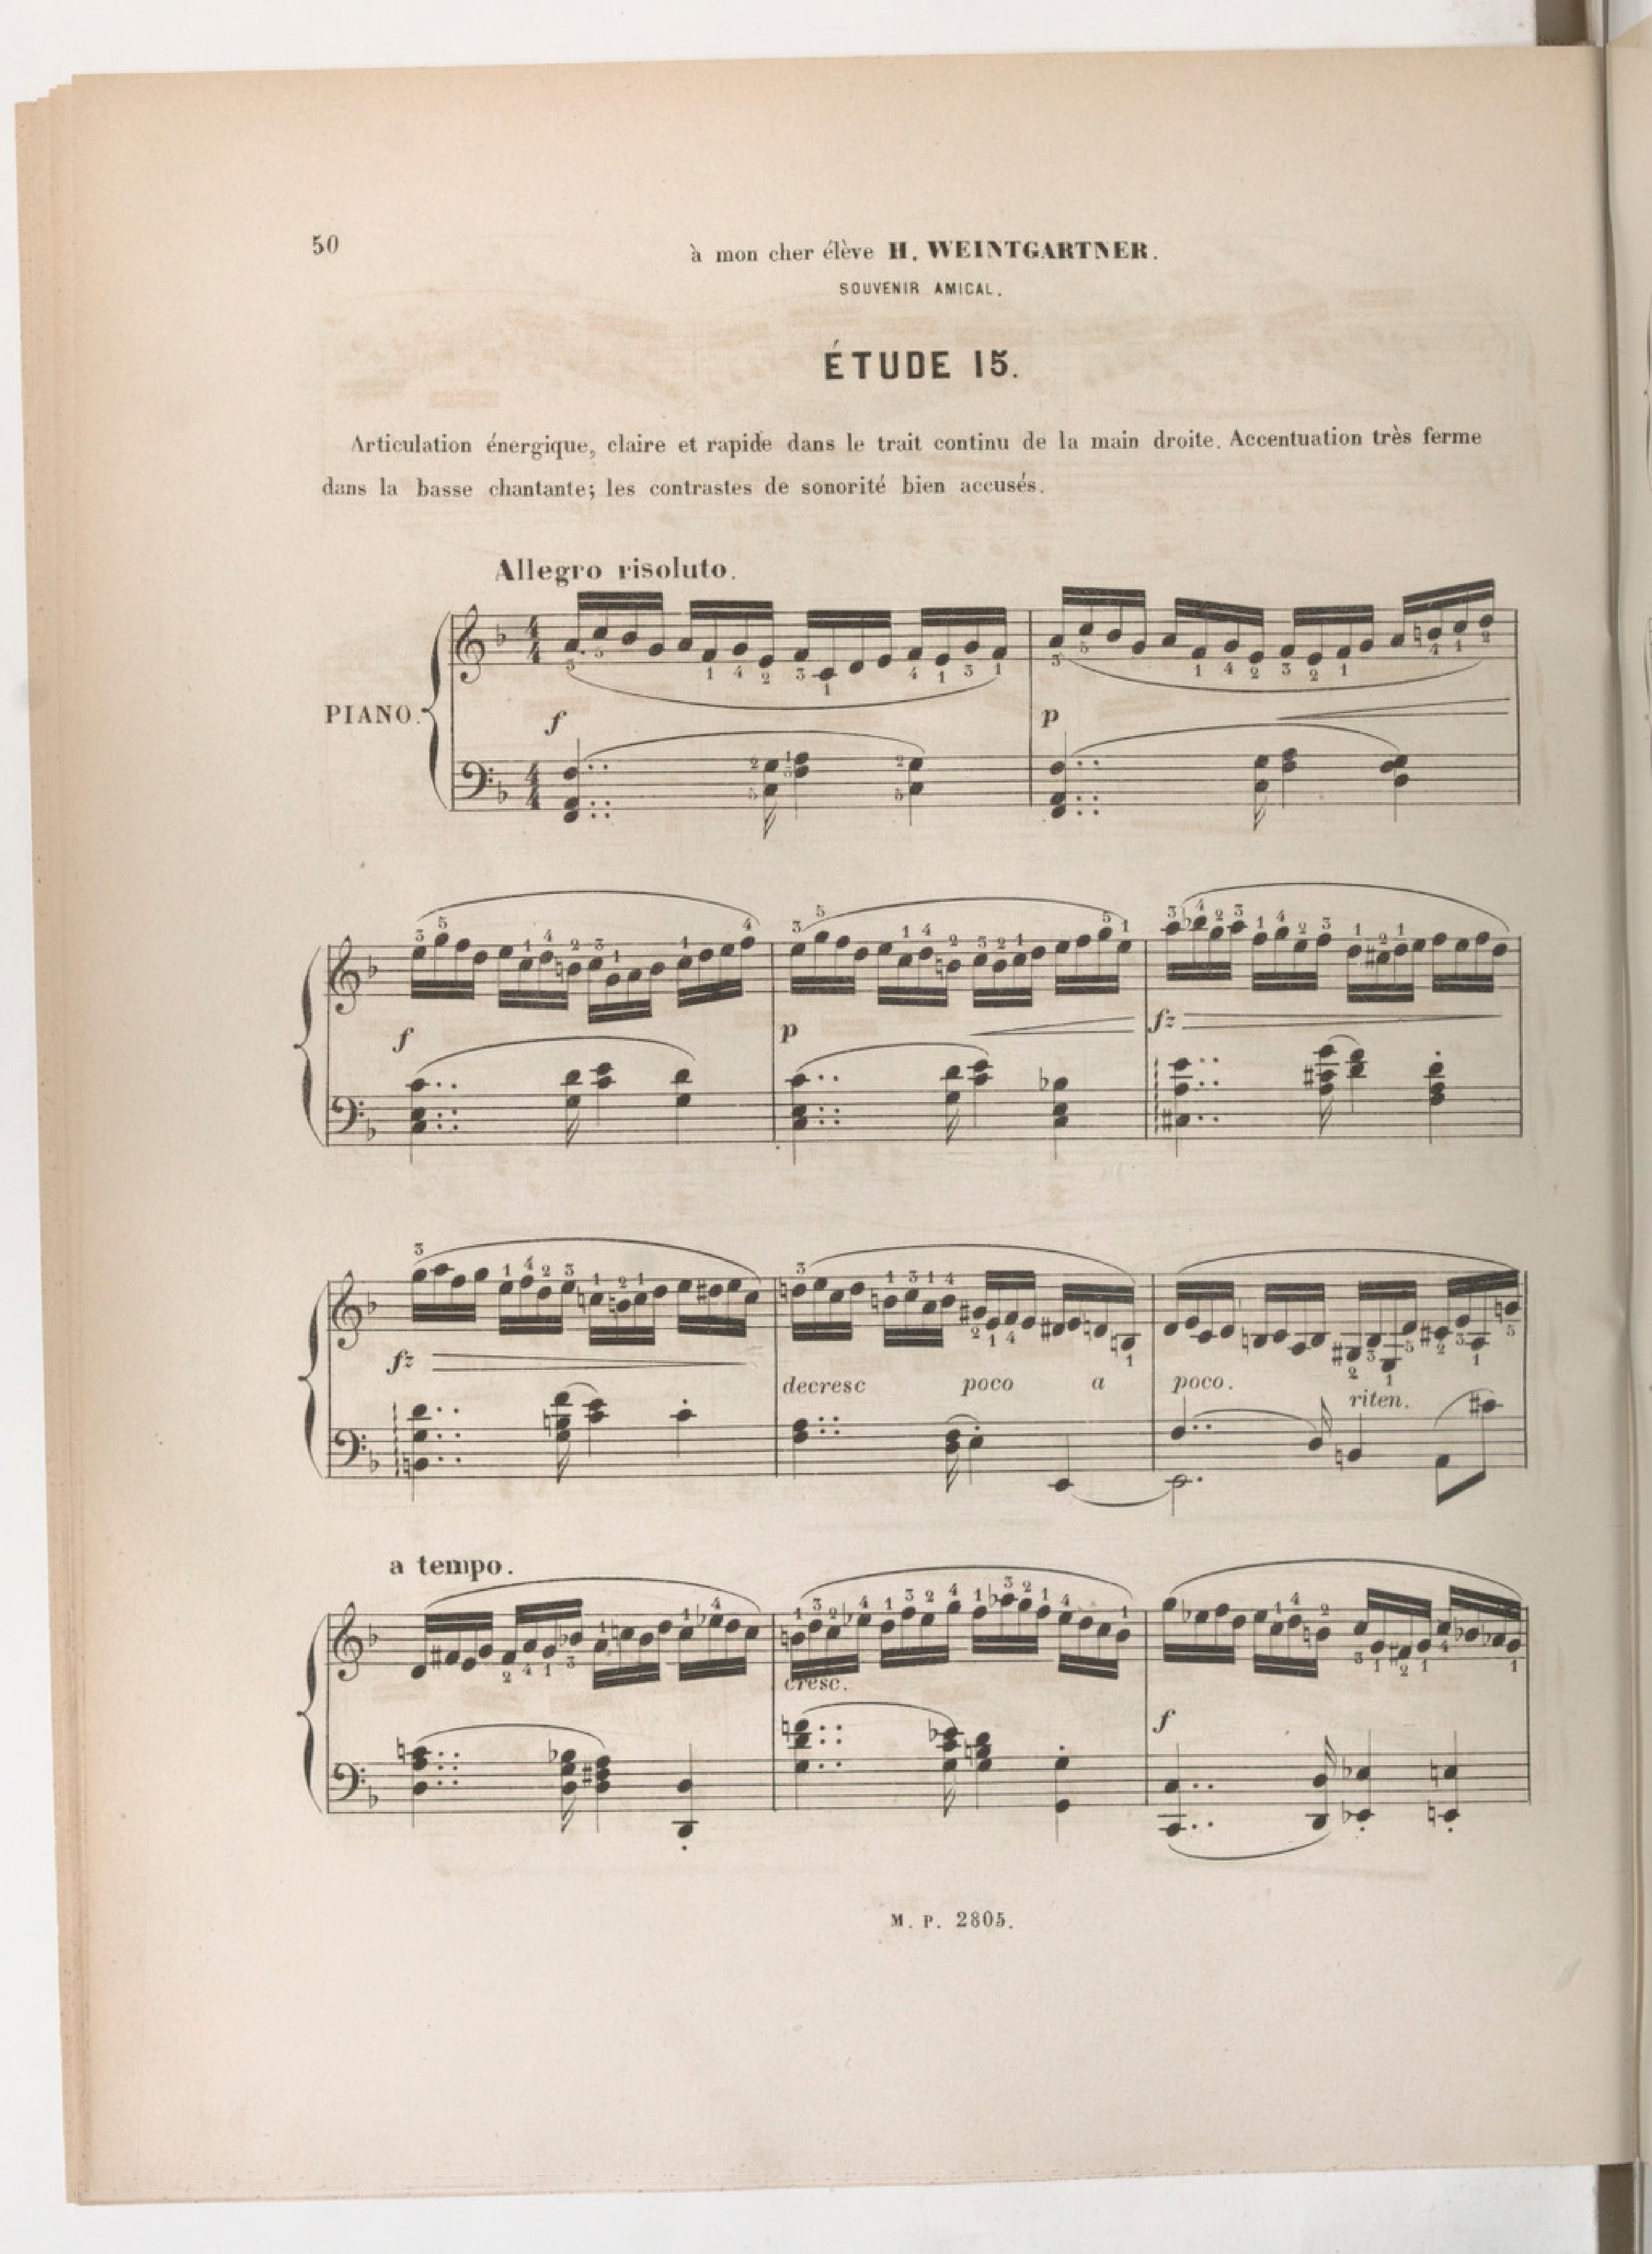 50
à mon cher élève H. WEINTGARTNER.
SOUVENIR AMICAL.
ÉTUDE 15.
Articulation énergique, claire et rapide dans le trait continu de la main droite. Accentuation très ferme
dans la basse chantante; les contrastes de sonorité bien accusés.
Allegro risoluto.
PIANO.
f p
f p fz
fz
decresc poco a poco.
riten.
a tempo.
cresc.
f
M. P. 2805.